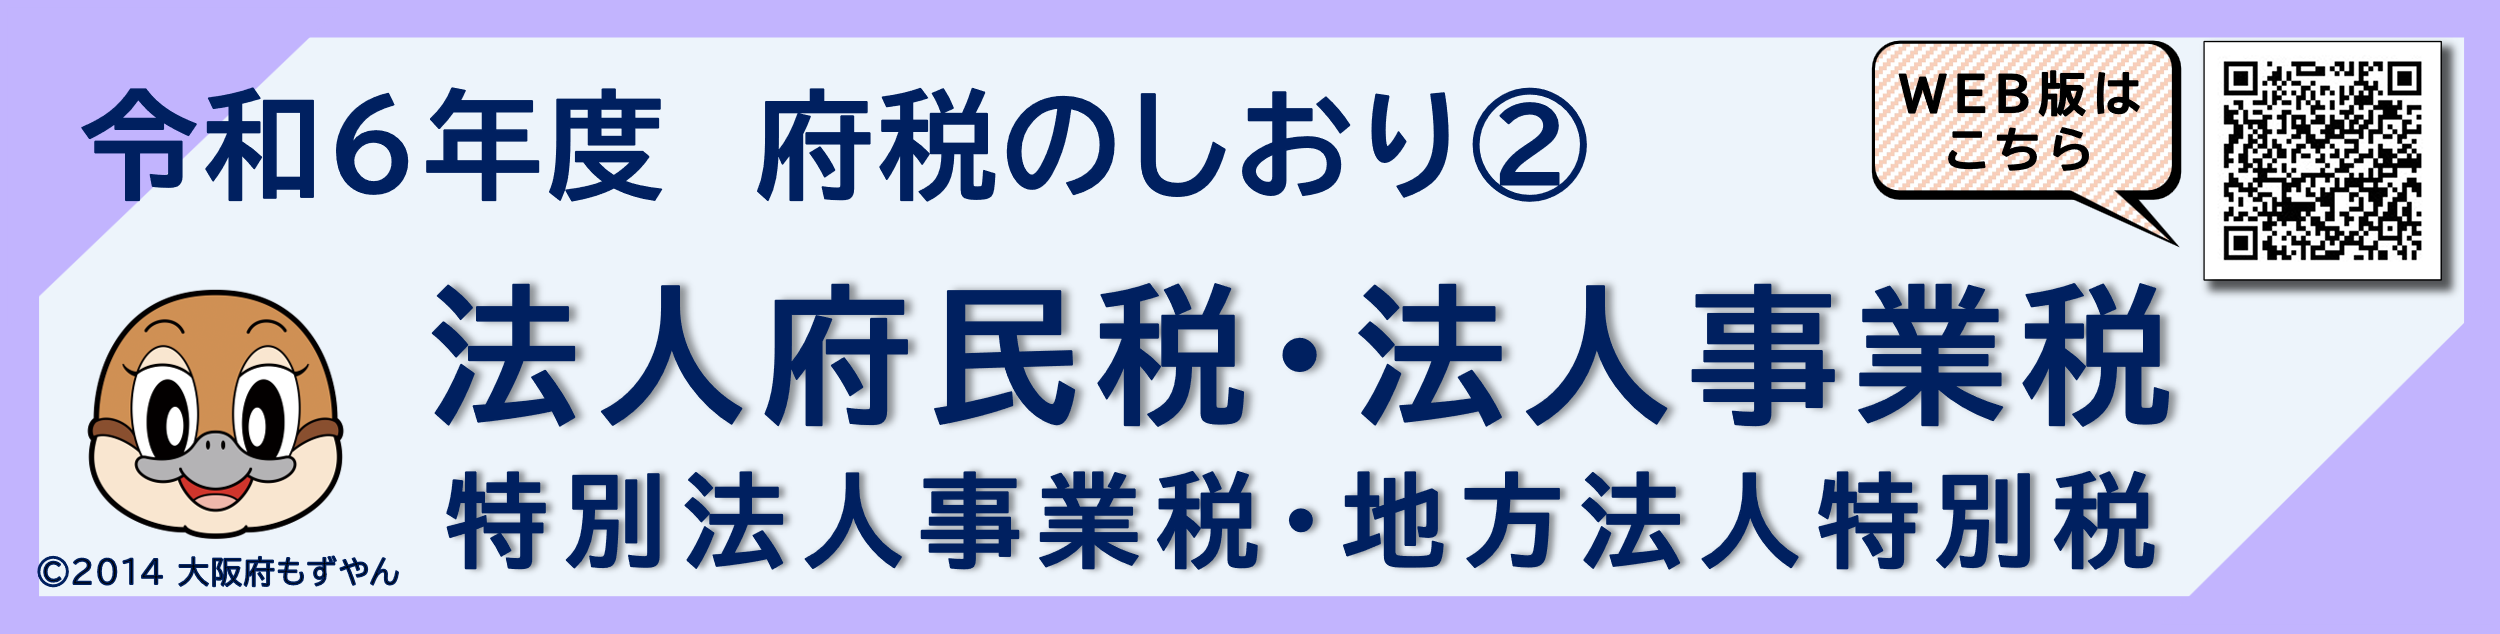 令和6年度 府税のしおり②
WEB版は
こちら
法人府民税・法人事業税
特別法人事業税・地方法人特別税
©2014 大阪府もずやん